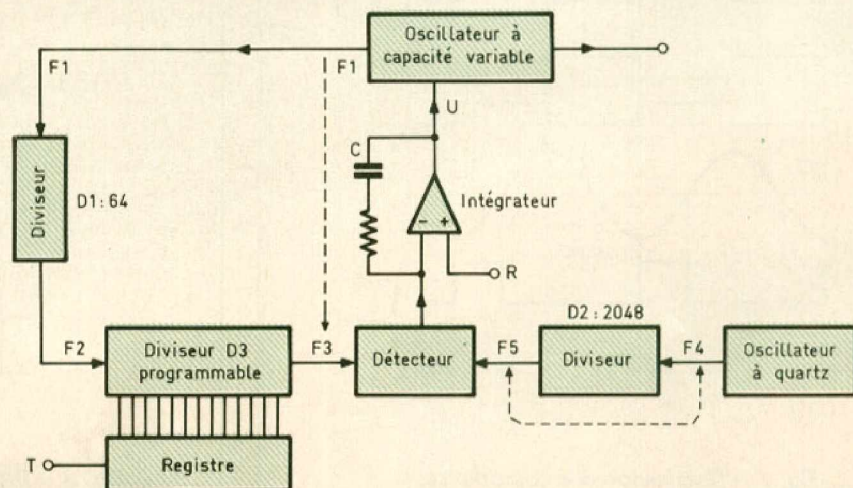 Oscillateur à
capacité variable
F1
F1
U
C
Diviseur
D1:64
Intégrateur
- +
R
D2:2048
F2
Diviseur D3
programmable
F3
Détecteur
F5
Diviseur
F4
Oscillateur
à quartz
T
Registre